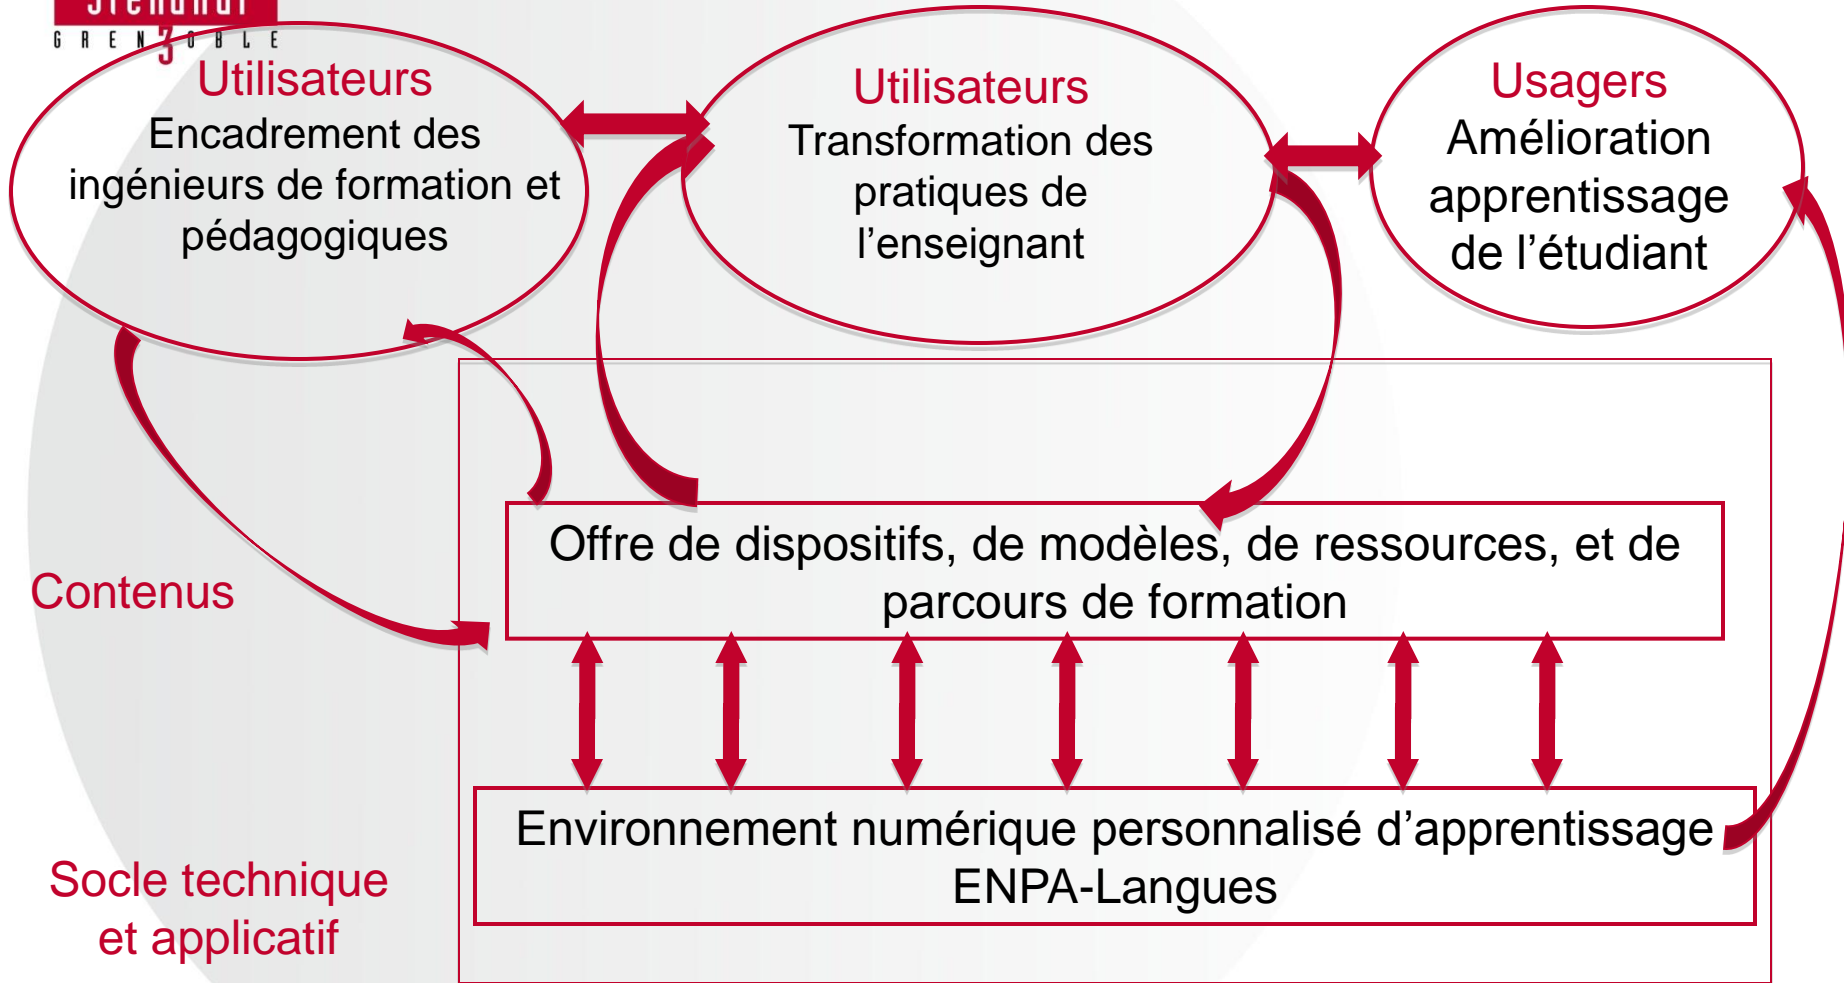 GRENOBLE
3
Utilisateurs
Encadrement des
ingénieurs de formation et
pédagogiques
Utilisateurs
Transformation des
pratiques de
l’enseignant
Usagers
Amélioration
apprentissage
de l’étudiant
Contenus
Offre de dispositifs, de modèles, de ressources, et de
parcours de formation
Socle technique
et applicatif
Environnement numérique personnalisé d’apprentissage
ENPA-Langues